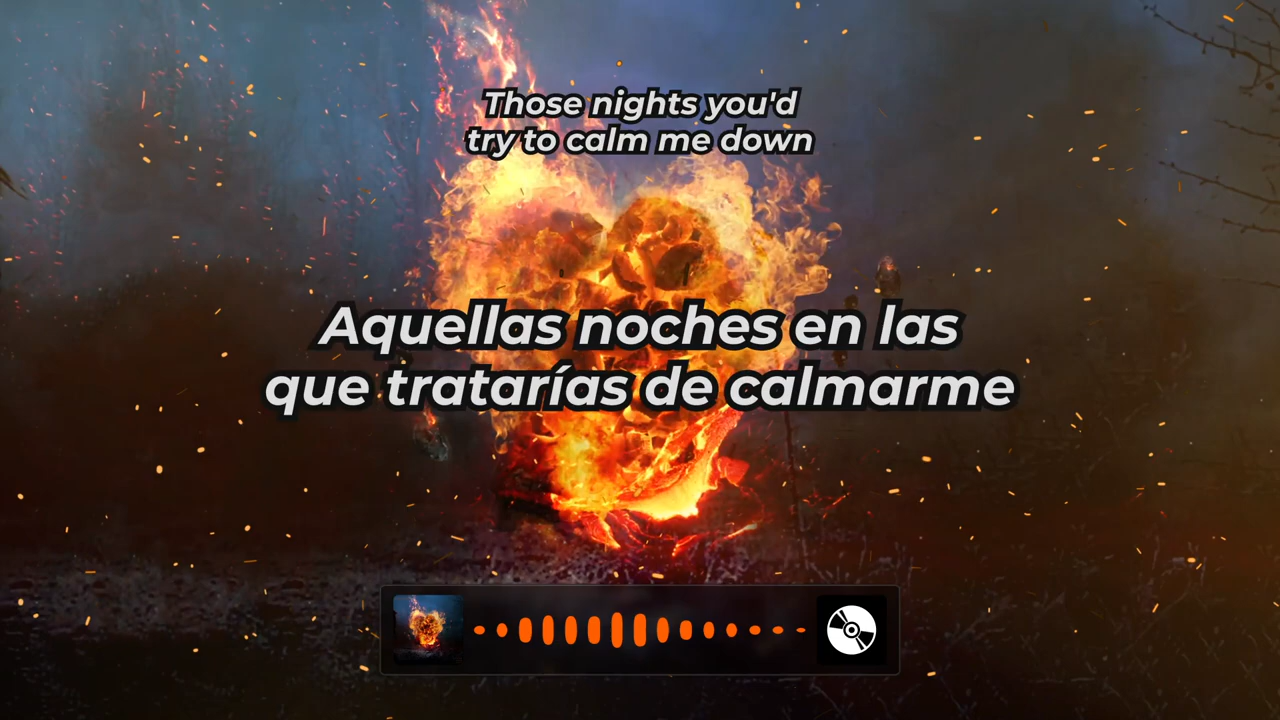 Those nights you'd
try to calm me down
Aquellas noches en las
que tratarías de calmarme